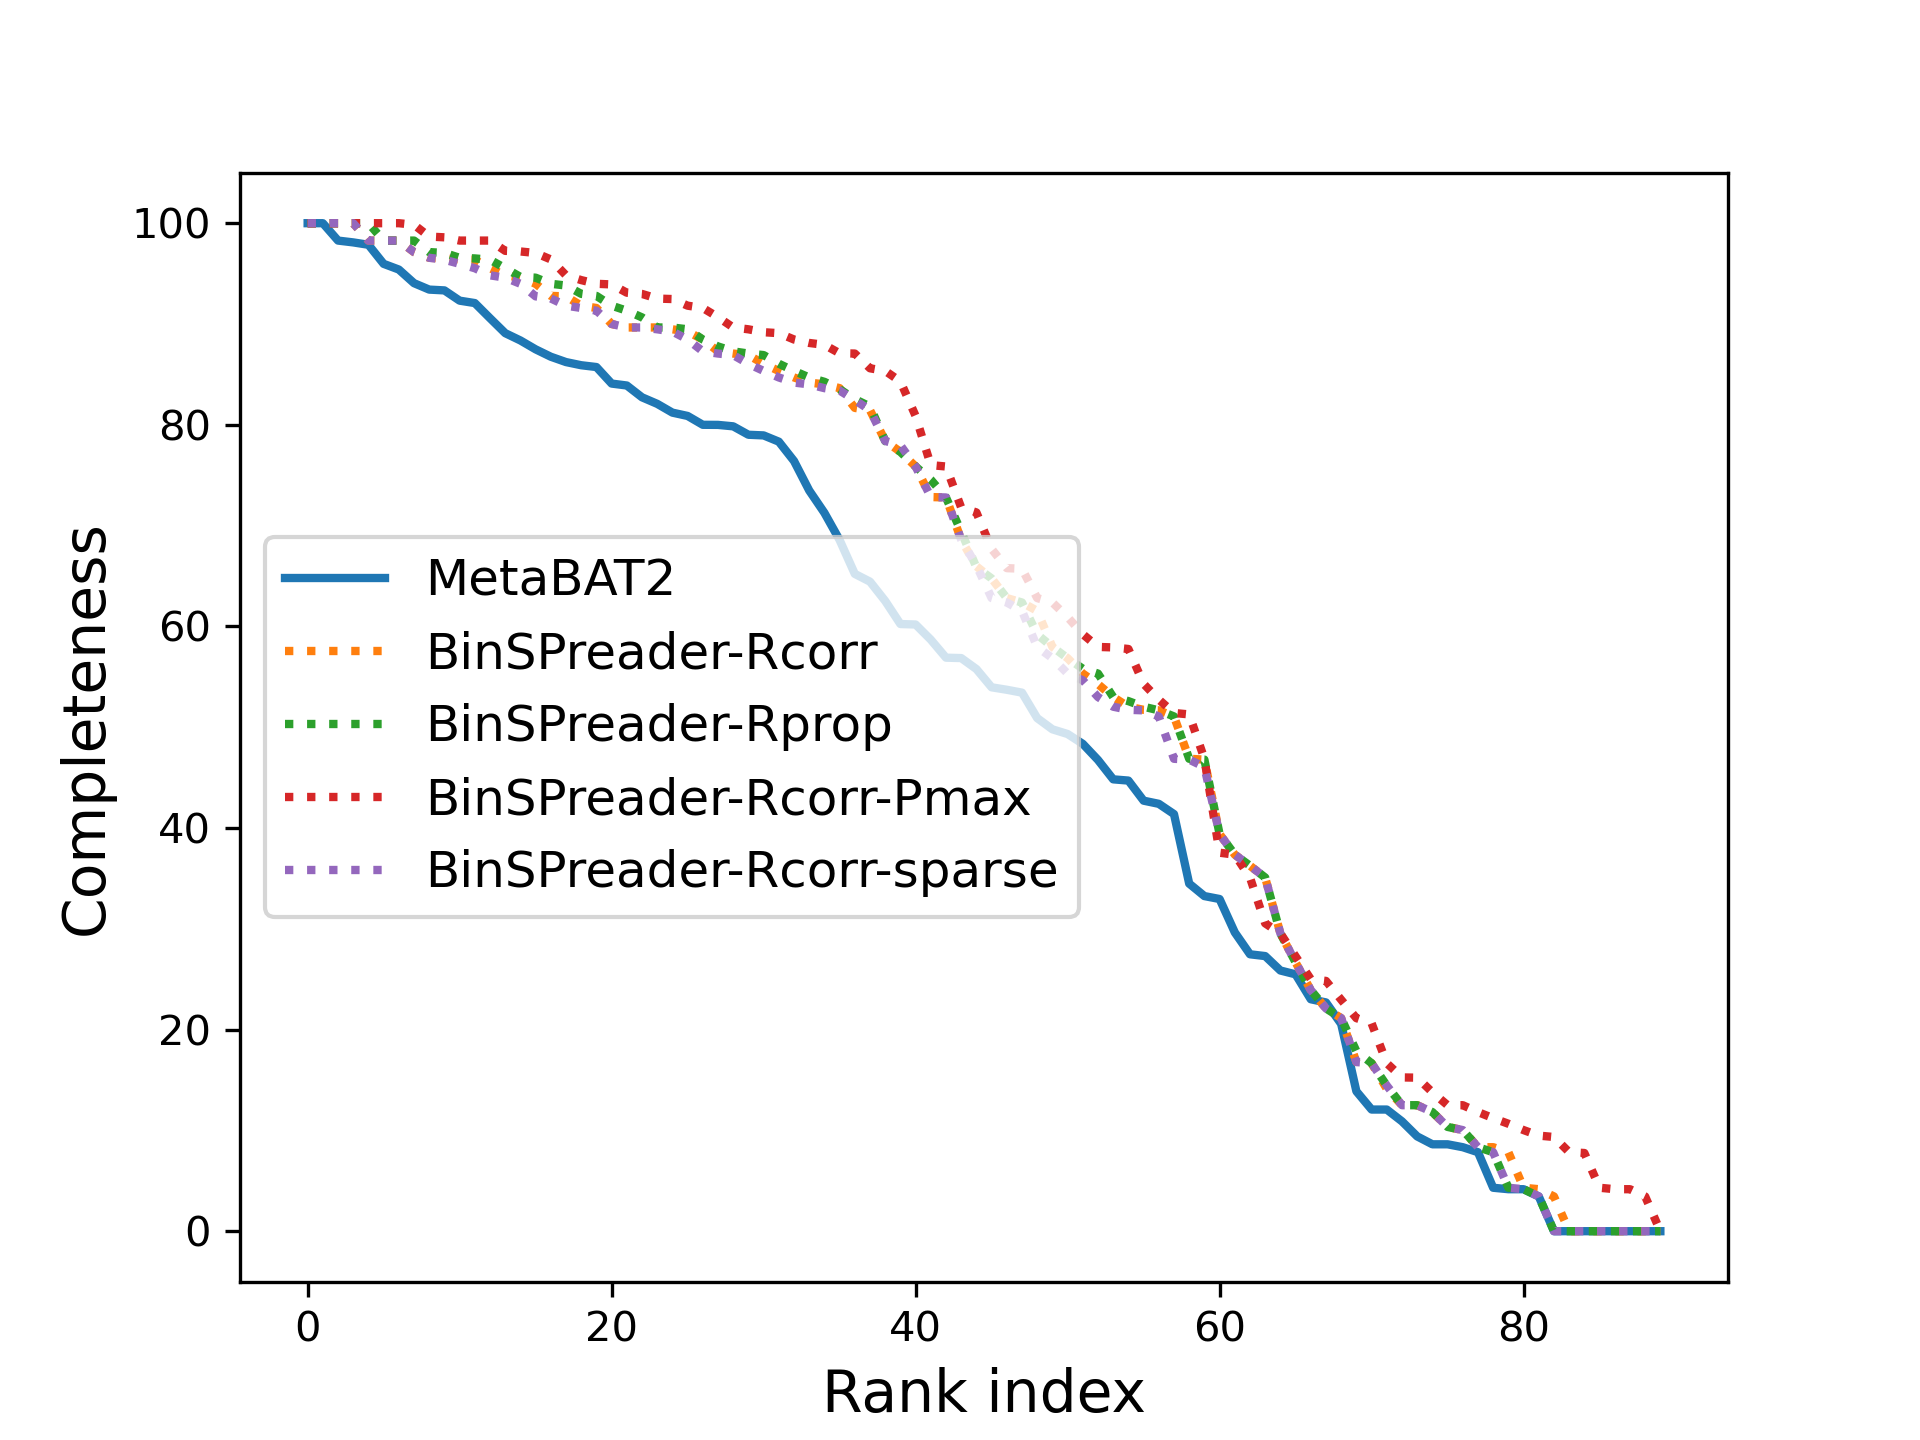 100
80
60
40
20
0
Completeness
MetaBAT2
BinSPreader-Rcorr
BinSPreader-Rprop
BinSPreader-Rcorr-Pmax
BinSPreader-Rcorr-sparse
0 20 40 60 80
Rank index